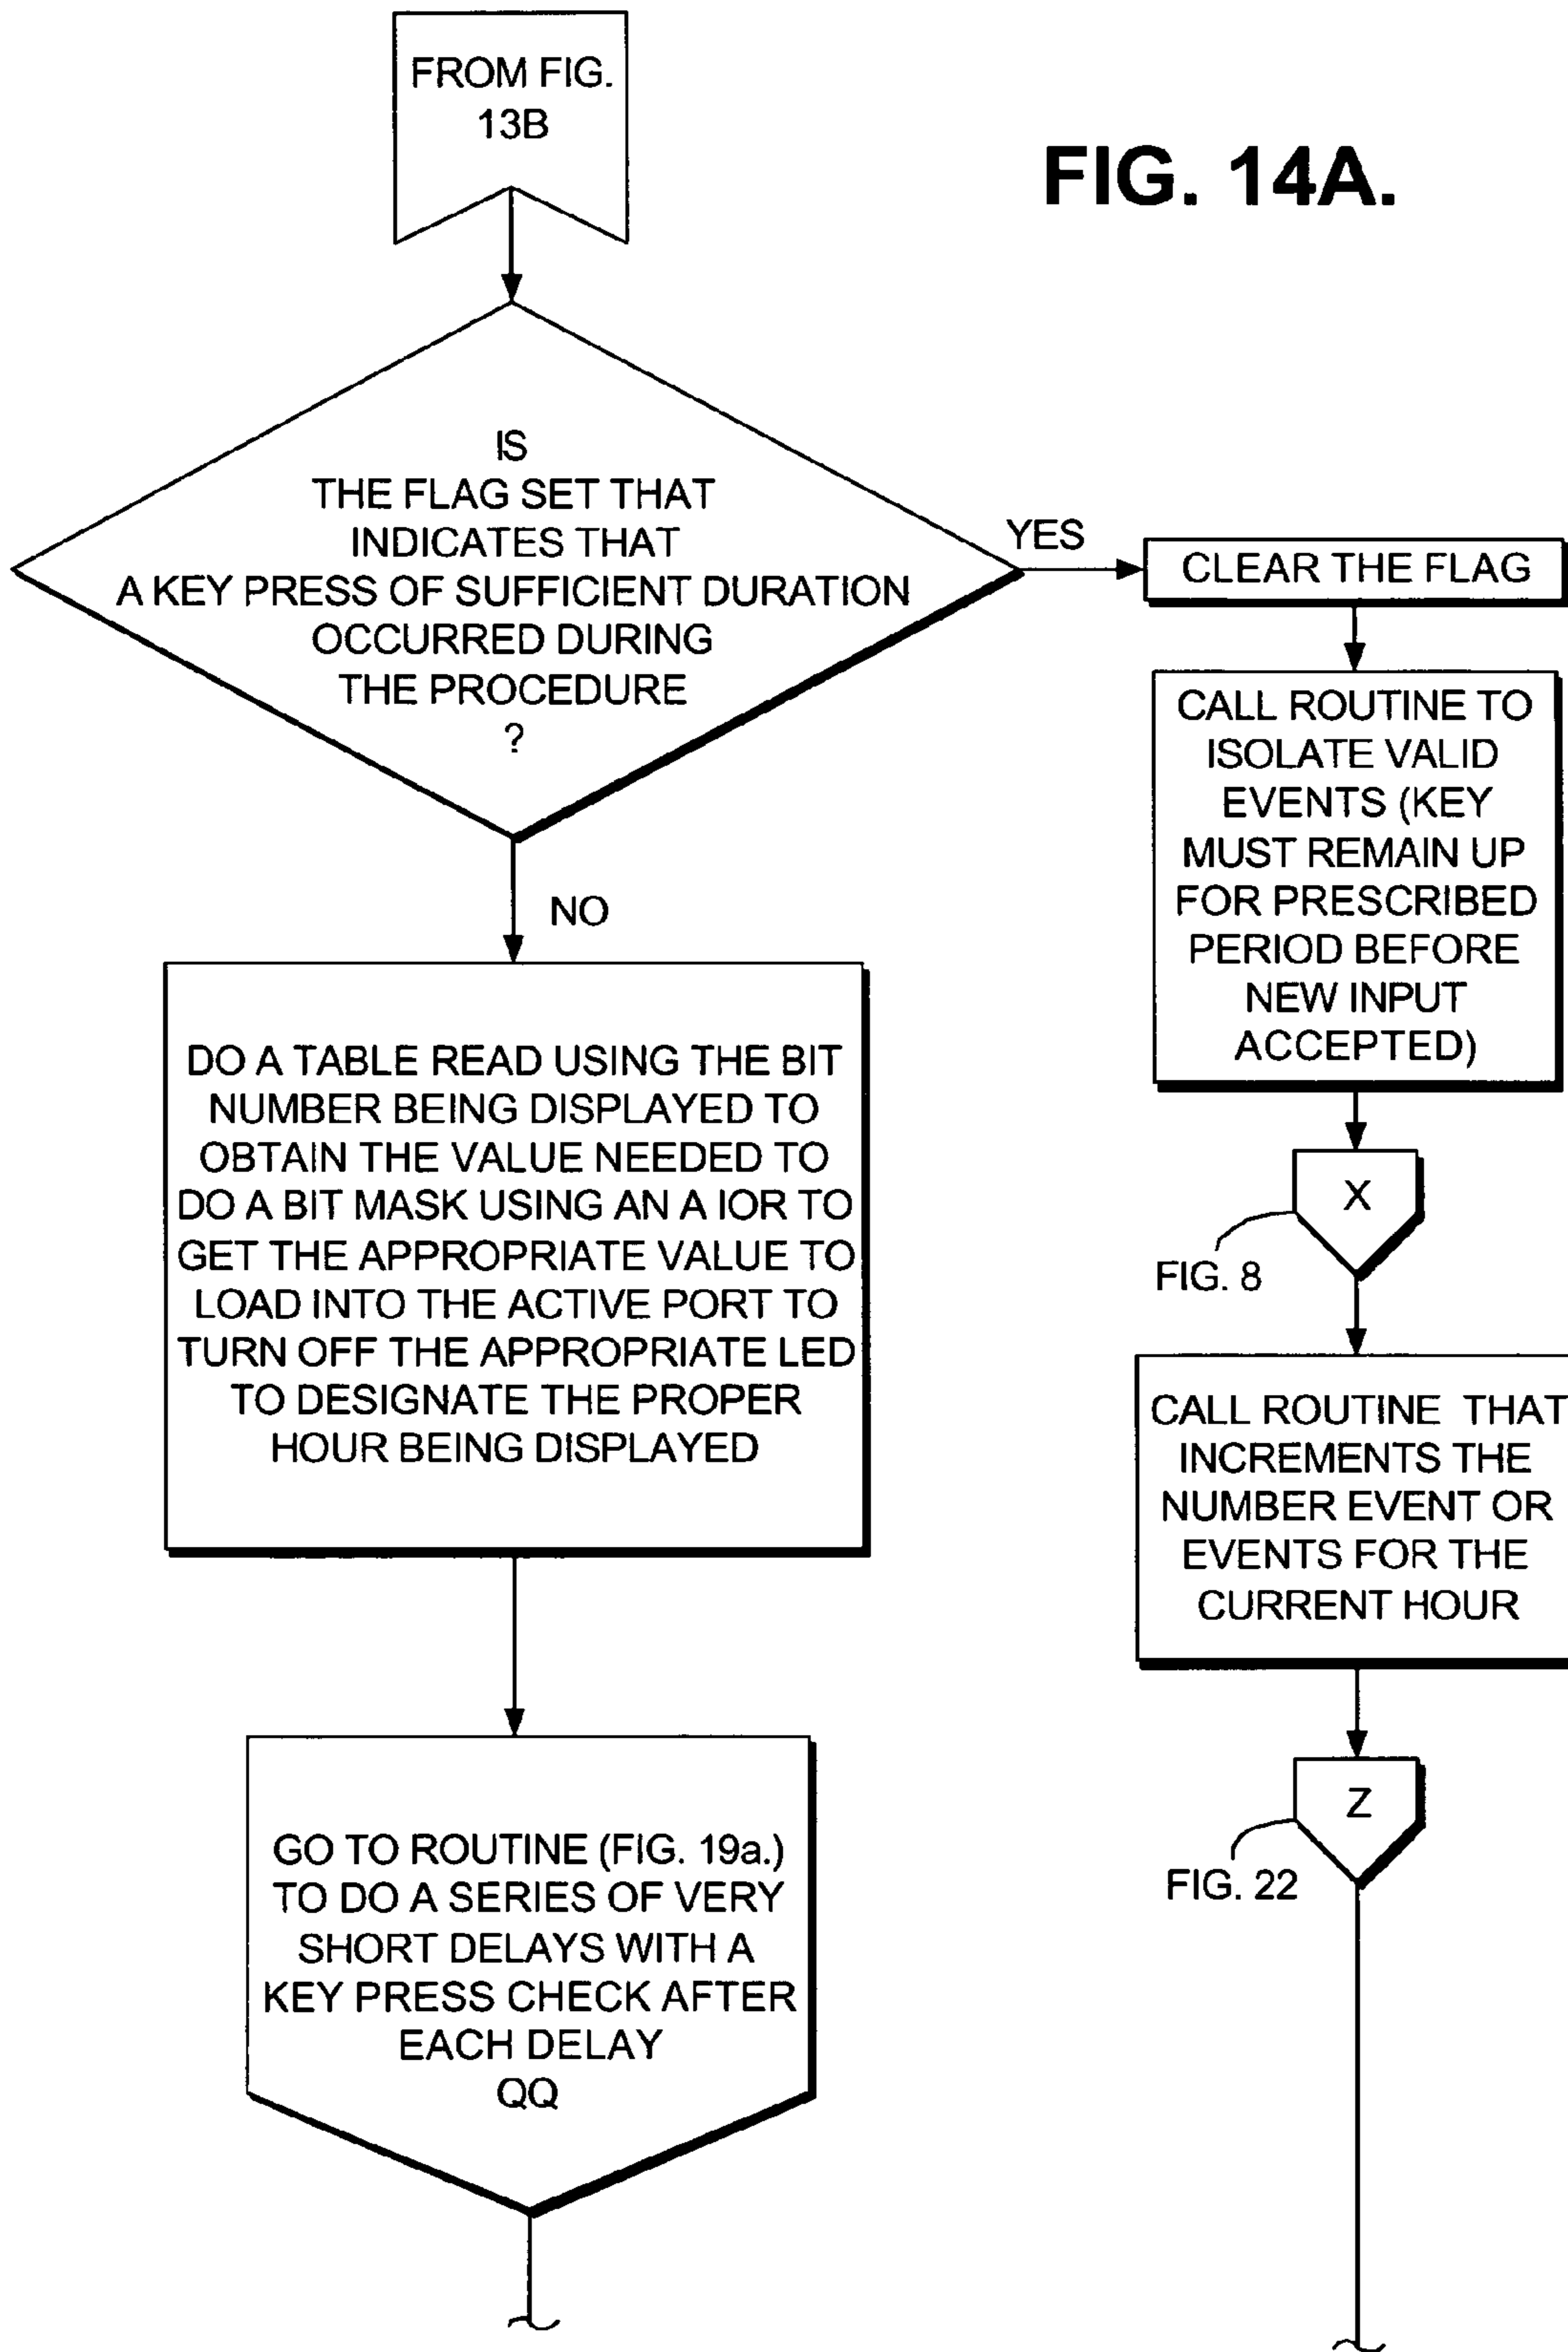 FROM FIG.
13B
FIG. 14A.
IS
THE FLAG SET THAT
INDICATES THAT
A KEY PRESS OF SUFFICIENT DURATION
OCCURRED DURING
THE PROCEDURE
?
YES
CLEAR THE FLAG
CALL ROUTINE TO
ISOLATE VALID
EVENTS (KEY
MUST REMAIN UP
FOR PRESCRIBED
PERIOD BEFORE
NEW INPUT
ACCEPTED)
X
FIG. 8
CALL ROUTINE THAT
INCREMENTS THE
NUMBER EVENT OR
EVENTS FOR THE
CURRENT HOUR
Z
FIG. 22
NO
DO A TABLE READ USING THE BIT
NUMBER BEING DISPLAYED TO
OBTAIN THE VALUE NEEDED TO
DO A BIT MASK USING AN A IOR TO
GET THE APPROPRIATE VALUE TO
LOAD INTO THE ACTIVE PORT TO
TURN OFF THE APPROPRIATE LED
TO DESIGNATE THE PROPER
HOUR BEING DISPLAYED
GO TO ROUTINE (FIG. 19a.)
TO DO A SERIES OF VERY
SHORT DELAYS WITH A
KEY PRESS CHECK AFTER
EACH DELAY
QQ